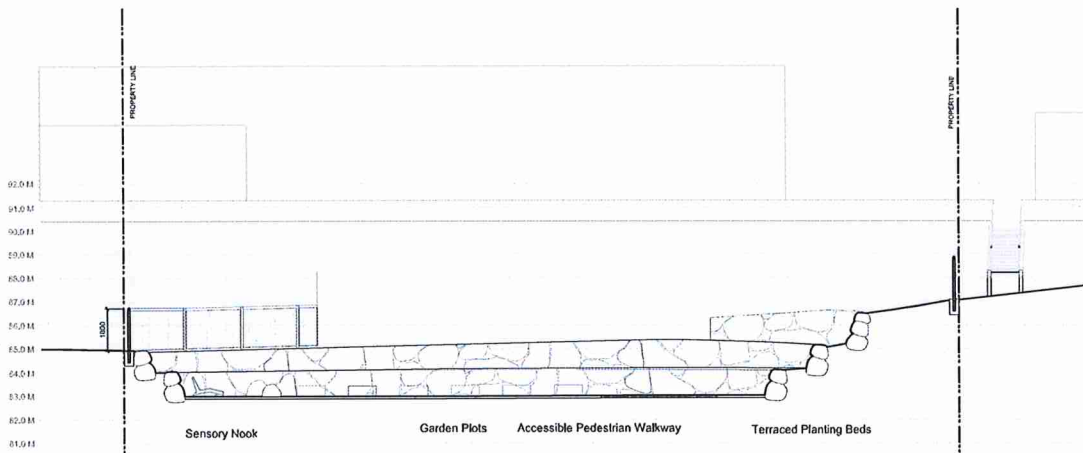 PROPERTY LINE
PROPERTY LINE
92.0 M
91.0 M
90.0 M
89.0 M
88.0 M
87.0 M
86.0 M
85.0 M
84.0 M
83.0 M
82.0 M
81.0 M
1800
Sensory Nook
Garden Plots
Accessible Pedestrian Walkway
Terraced Planting Beds